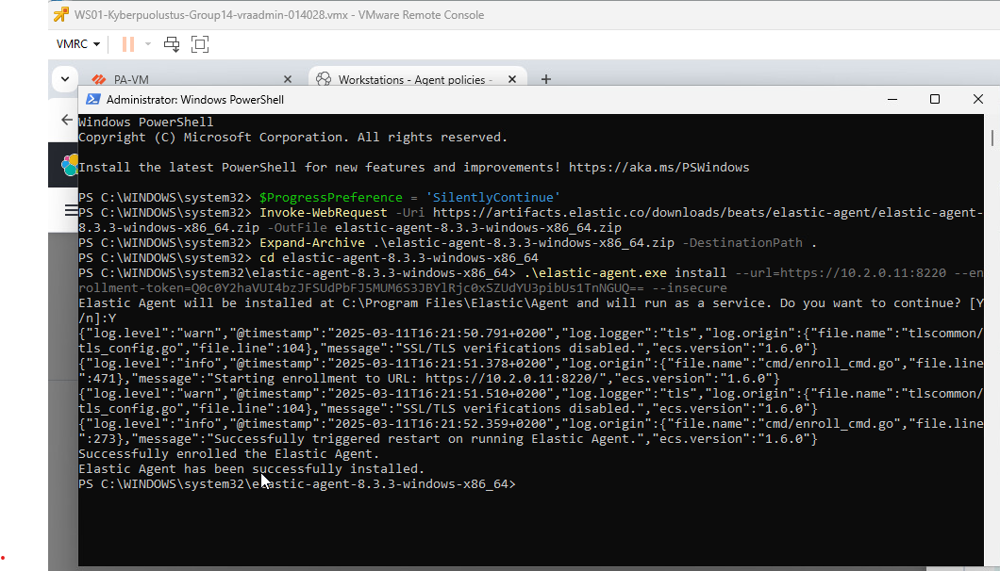 WS01-Kyberpuolustus-Group14-vraadmin-014028.vmx - VMware Remote Console
VMRC
PA-VM
Workstations - Agent policies -
Administrator: Windows PowerShell
Windows PowerShell
Copyright (C) Microsoft Corporation. All rights reserved.
Install the latest PowerShell for new features and improvements! https://aka.ms/PSWindows
PS C:\WINDOWS\system32> $ProgressPreference = 'SilentlyContinue'
PS C:\WINDOWS\system32> Invoke-WebRequest -Uri https://artifacts.elastic.co/downloads/beats/elastic-agent/elastic-agent-
8.3.3-windows-x86_64.zip -OutFile elastic-agent-8.3.3-windows-x86_64.zip
PS C:\WINDOWS\system32> Expand-Archive .\elastic-agent-8.3.3-windows-x86_64.zip -DestinationPath .
PS C:\WINDOWS\system32> cd elastic-agent-8.3.3-windows-x86_64
PS C:\WINDOWS\system32\elastic-agent-8.3.3-windows-x86_64> .\elastic-agent.exe install --url=https://10.2.0.11:8220 --en
rollment-token=Q0c0Y2haVUI4bzJFSUdPbFJ5MUM6S3JBYlRjc0xSZUdYU3pibUs1TnNGUQ== --insecure
Elastic Agent will be installed at C:\Program Files\Elastic\Agent and will run as a service. Do you want to continue? [Y
/n]:Y
{"log.level":"warn","@timestamp":"2025-03-11T16:21:50.791+0200","log.logger":"tls","log.origin":{"file.name":"tlscommon/
tls_config.go","file.line":104},"message":"SSL/TLS verifications disabled.","ecs.version":"1.6.0"}
{"log.level":"info","@timestamp":"2025-03-11T16:21:51.378+0200","log.origin":{"file.name":"cmd/enroll_cmd.go","file.line
":471},"message":"Starting enrollment to URL: https://10.2.0.11:8220/","ecs.version":"1.6.0"}
{"log.level":"warn","@timestamp":"2025-03-11T16:21:51.510+0200","log.logger":"tls","log.origin":{"file.name":"tlscommon/
tls_config.go","file.line":104},"message":"SSL/TLS verifications disabled.","ecs.version":"1.6.0"}
{"log.level":"info","@timestamp":"2025-03-11T16:21:52.359+0200","log.origin":{"file.name":"cmd/enroll_cmd.go","file.line
":273},"message":"Successfully triggered restart on running Elastic Agent.","ecs.version":"1.6.0"}
Successfully enrolled the Elastic Agent.
Elastic Agent has been successfully installed.
PS C:\WINDOWS\system32\elastic-agent-8.3.3-windows-x86_64>